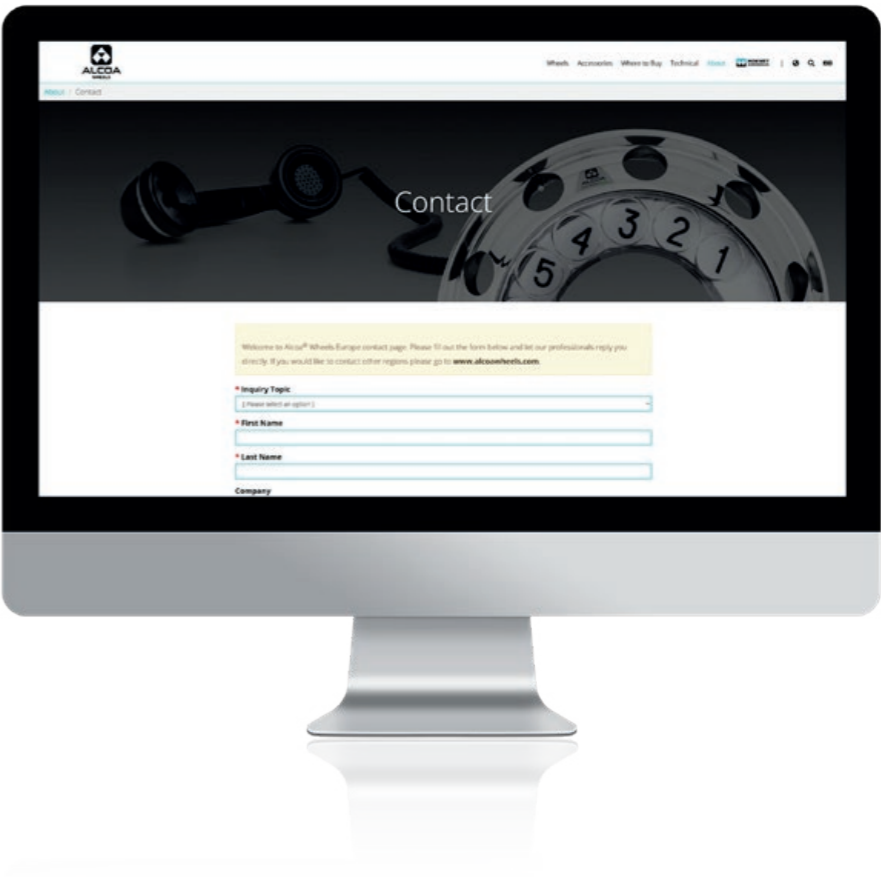 ALCOA
WHEELS
Wheels Accessories Where to Buy Technical About
About / Contact
Contact
5 4 3 2 1
Welcome to Alcoa® Wheels Europe contact page. Please fill out the form below and let our professionals reply you
directly. If you would like to contact other regions please go to www.alcoawheels.com.
* Inquiry Topic
[ Please select an option ]
* First Name
* Last Name
Company